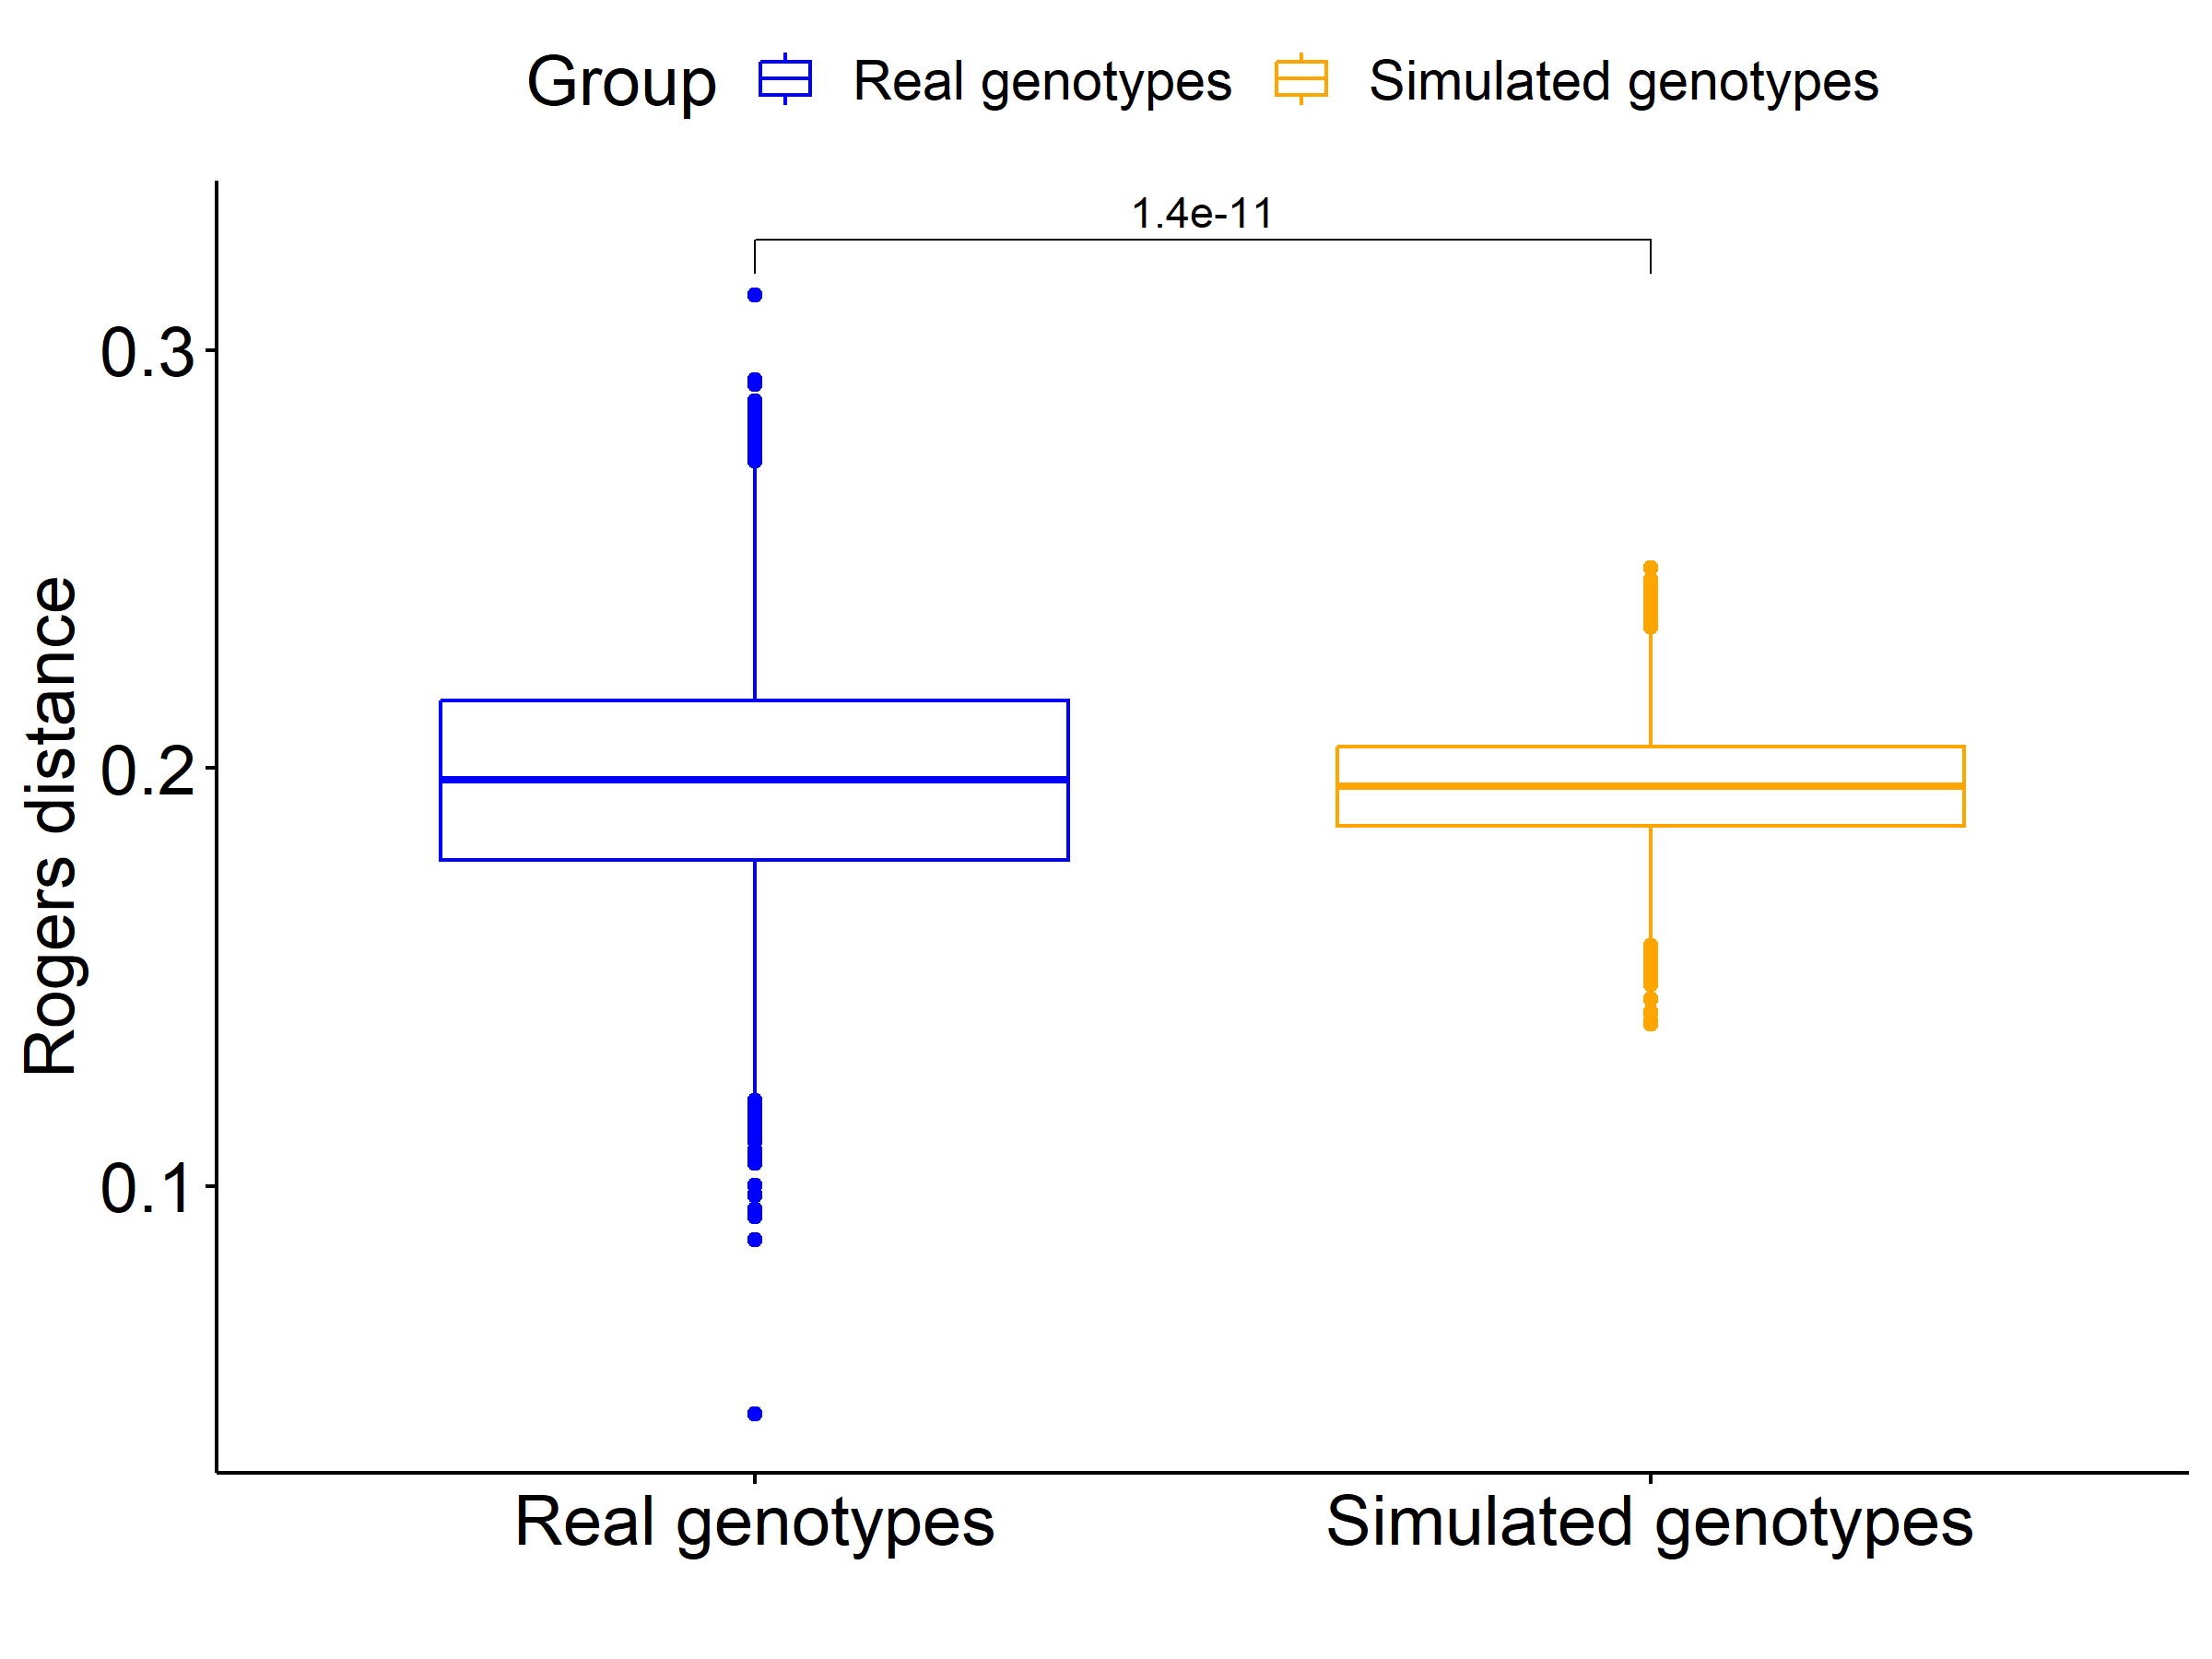 Group Real genotypes Simulated genotypes
1.4e-11
0.3
0.2
0.1
Rogers distance
Real genotypes Simulated genotypes